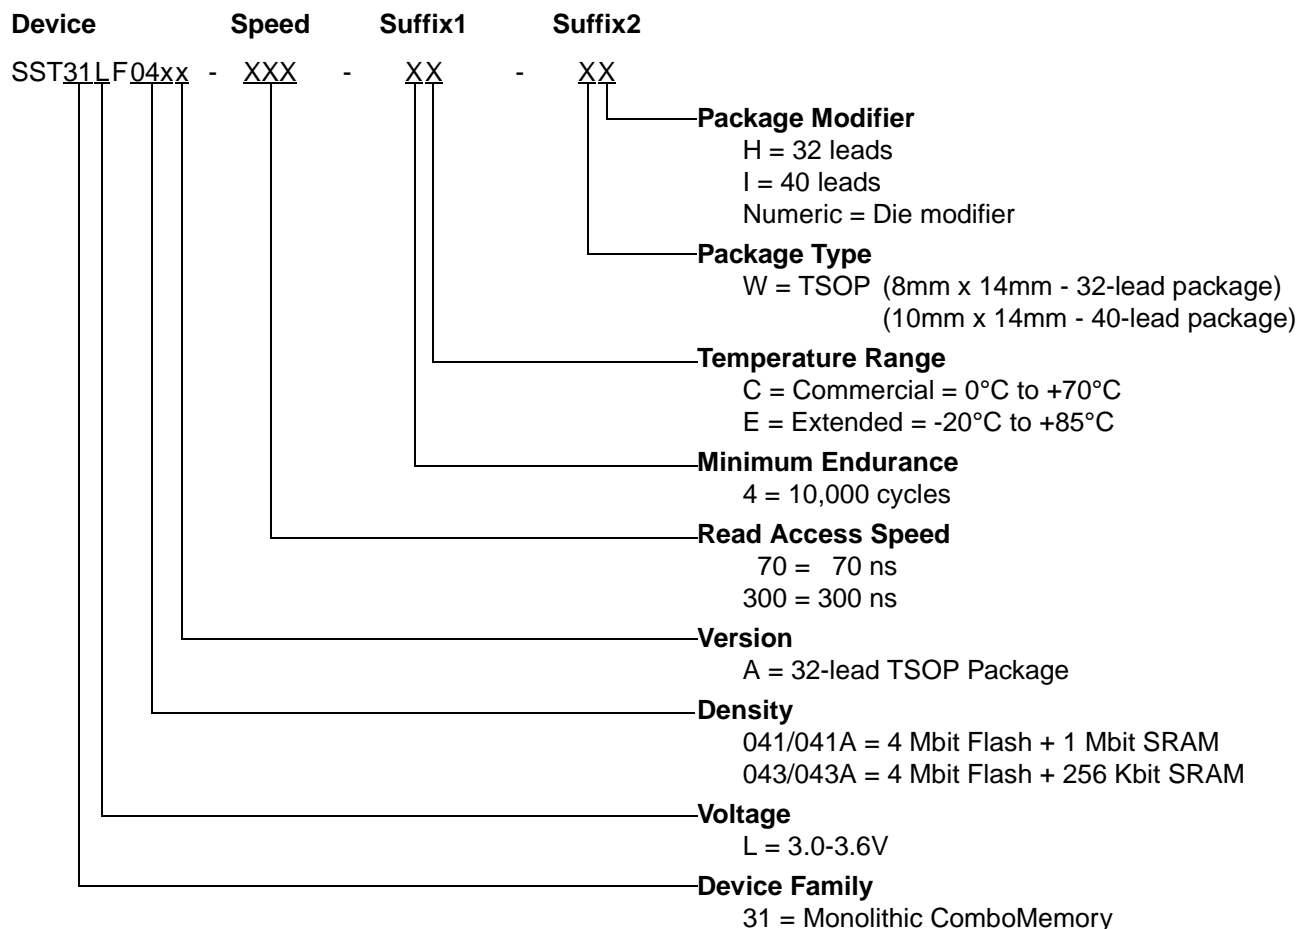 Device Speed Suffix1 Suffix2
SST31LF04xx - XXX - XX - XX
Package Modifier
H = 32 leads
I = 40 leads
Numeric = Die modifier
Package Type
W = TSOP (8mm x 14mm - 32-lead package)
(10mm x 14mm - 40-lead package)
Temperature Range
C = Commercial = 0°C to +70°C
E = Extended = -20°C to +85°C
Minimum Endurance
4 = 10,000 cycles
Read Access Speed
70 = 70 ns
300 = 300 ns
Version
A = 32-lead TSOP Package
Density
041/041A = 4 Mbit Flash + 1 Mbit SRAM
043/043A = 4 Mbit Flash + 256 Kbit SRAM
Voltage
L = 3.0-3.6V
Device Family
31 = Monolithic ComboMemory